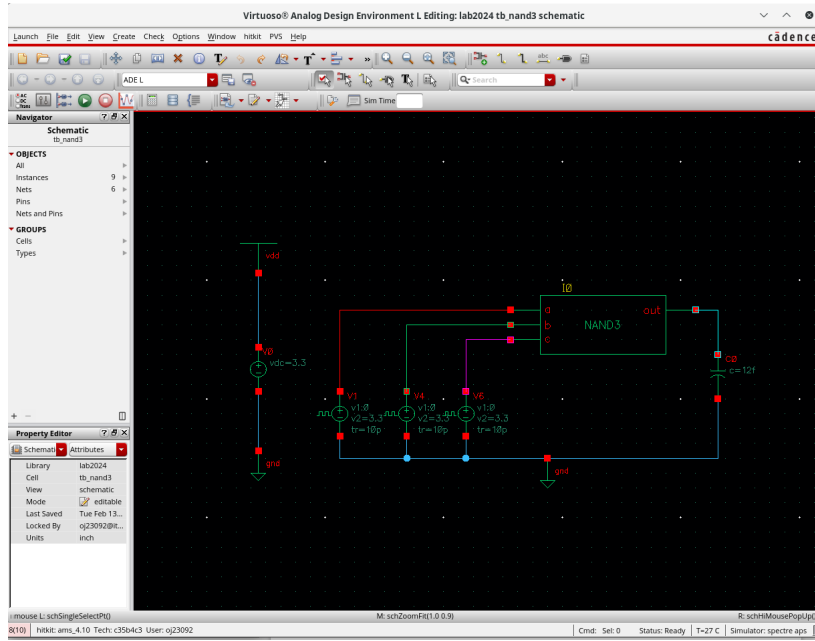 Virtuoso® Analog Design Environment L Editing: lab2024 tb_nand3 schematic
Launch File Edit View Create Check Options Window hitkit PVS Help
cādence
ADE L
Search
Sim Time
Navigator
Schematic
tb_nand3
OBJECTS
All
Instances 9
Nets 6
Pins
Nets and Pins
GROUPS
Cells
Types
Property Editor
Schemati Attributes
Library lab2024
Cell tb_nand3
View schematic
Mode editable
Last Saved Tue Feb 13...
Locked By oj23092@it...
Units inch
vdd
V0
vdc=3.3
gnd
I0
a
b
c
NAND3
out
C0
c=12f
V1
v1:0
v2=3.3
tr=10p
V4
v1:0
v2=3.3
tr=10p
V6
v1:0
v2=3.3
tr=10p
gnd
mouse L: schSingleSelectPt()
M: schZoomFit(1.0 0.9)
R: schHiMousePopUp(
8(10) hitkit: ams_4.10 Tech: c35b4c3 User: oj23092
Cmd: Sel: 0 Status: Ready T=27 C Simulator: spectre aps